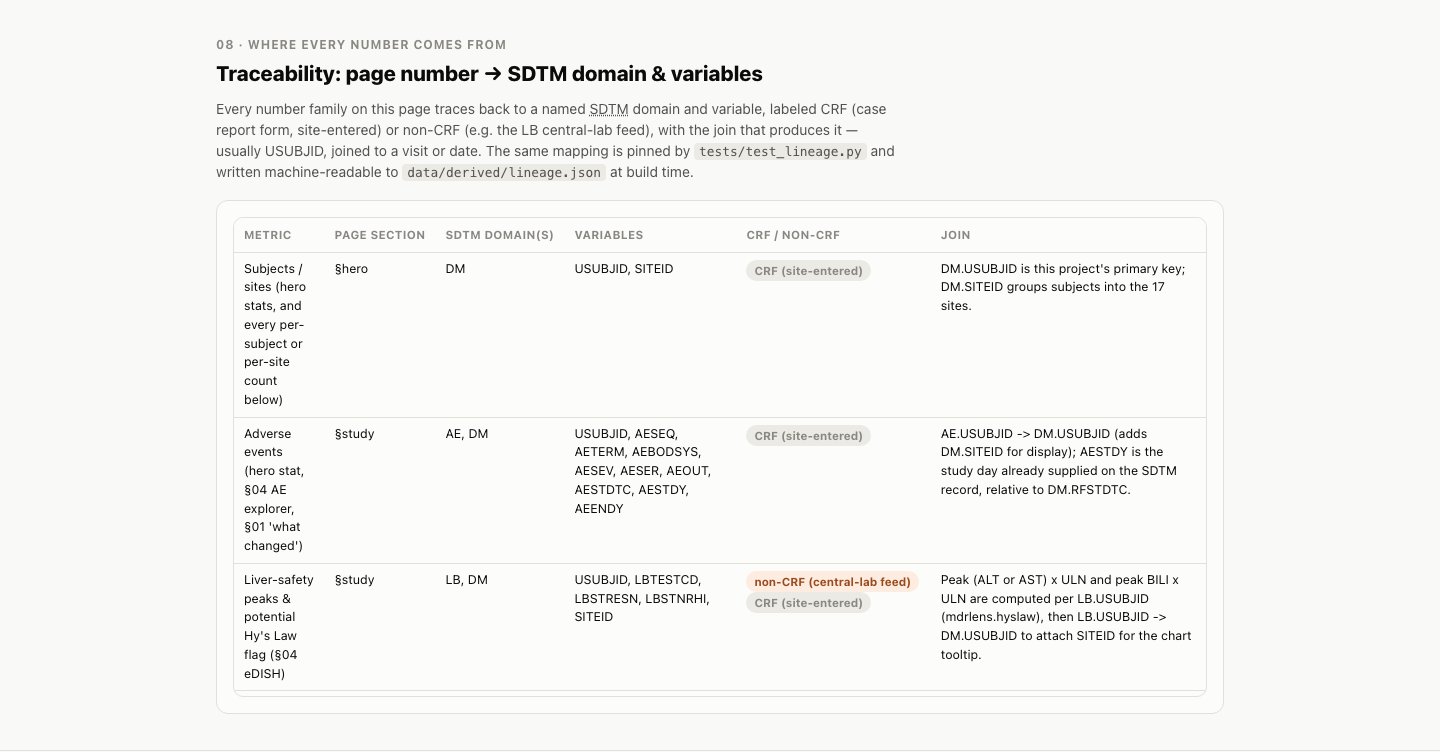 08 · WHERE EVERY NUMBER COMES FROM
Traceability: page number → SDTM domain & variables
Every number family on this page traces back to a named SDTM domain and variable, labeled CRF (case
report form, site-entered) or non-CRF (e.g. the LB central-lab feed), with the join that produces it —
usually USUBJID, joined to a visit or date. The same mapping is pinned by tests/test_lineage.py and
written machine-readable to data/derived/lineage.json at build time.
METRIC PAGE SECTION SDTM DOMAIN(S) VARIABLES CRF / NON-CRF JOIN
Subjects /
sites (hero
stats, and
every per-
subject or
per-site
count
below)
§hero
DM
USUBJID, SITEID
CRF (site-entered)
DM.USUBJID is this project's primary key;
DM.SITEID groups subjects into the 17
sites.
Adverse
events
(hero stat,
§04 AE
explorer,
§01 'what
changed')
§study
AE, DM
USUBJID, AESEQ,
AETERM, AEBODSYS,
AESEV, AESER, AEOUT,
AESTDTC, AESTDY,
AEENDY
CRF (site-entered)
AE.USUBJID -> DM.USUBJID (adds
DM.SITEID for display); AESTDY is the
study day already supplied on the SDTM
record, relative to DM.RFSTDTC.
Liver-safety
peaks &
potential
Hy's Law
flag (§04
eDISH)
§study
LB, DM
USUBJID, LBTESTCD,
LBSTRESN, LBSTNRHI,
SITEID
non-CRF (central-lab feed)
CRF (site-entered)
Peak (ALT or AST) x ULN and peak BILI x
ULN are computed per LB.USUBJID
(mdrlens.hyslaw), then LB.USUBJID ->
DM.USUBJID to attach SITEID for the chart
tooltip.